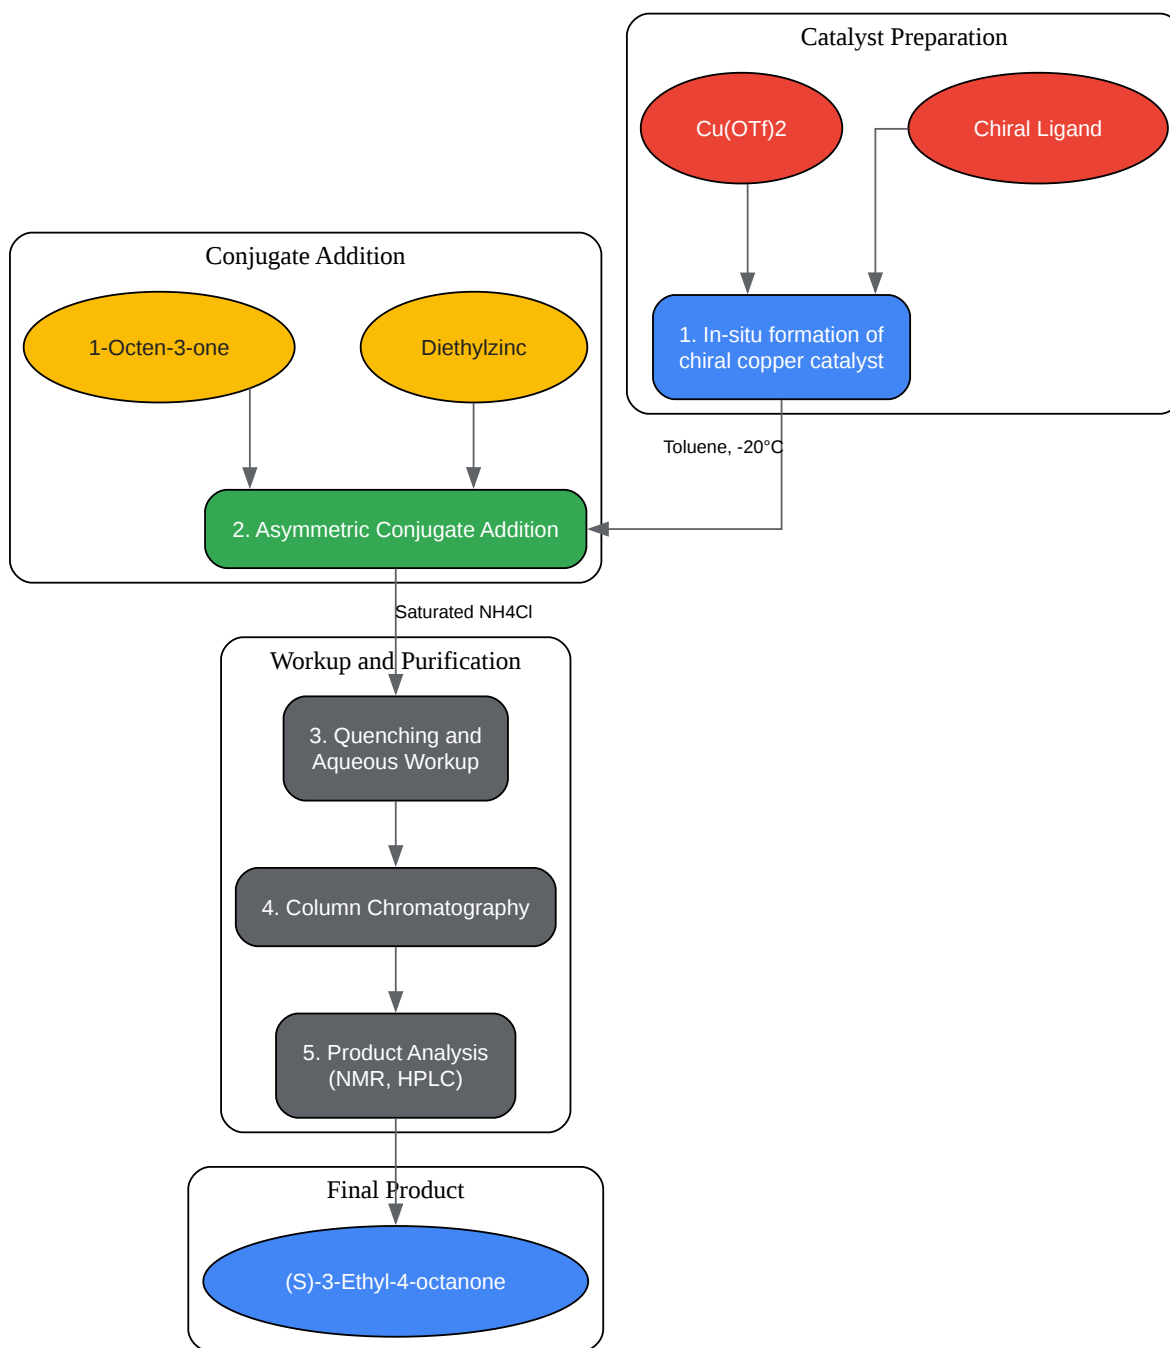 Catalyst Preparation
Cu(OTf)2
Chiral Ligand
1. In-situ formation of
chiral copper catalyst
Toluene, -20°C
Conjugate Addition
1-Octen-3-one
Diethylzinc
2. Asymmetric Conjugate Addition
Saturated NH4Cl
Workup and Purification
3. Quenching and
Aqueous Workup
4. Column Chromatography
5. Product Analysis
(NMR, HPLC)
Final Product
(S)-3-Ethyl-4-octanone